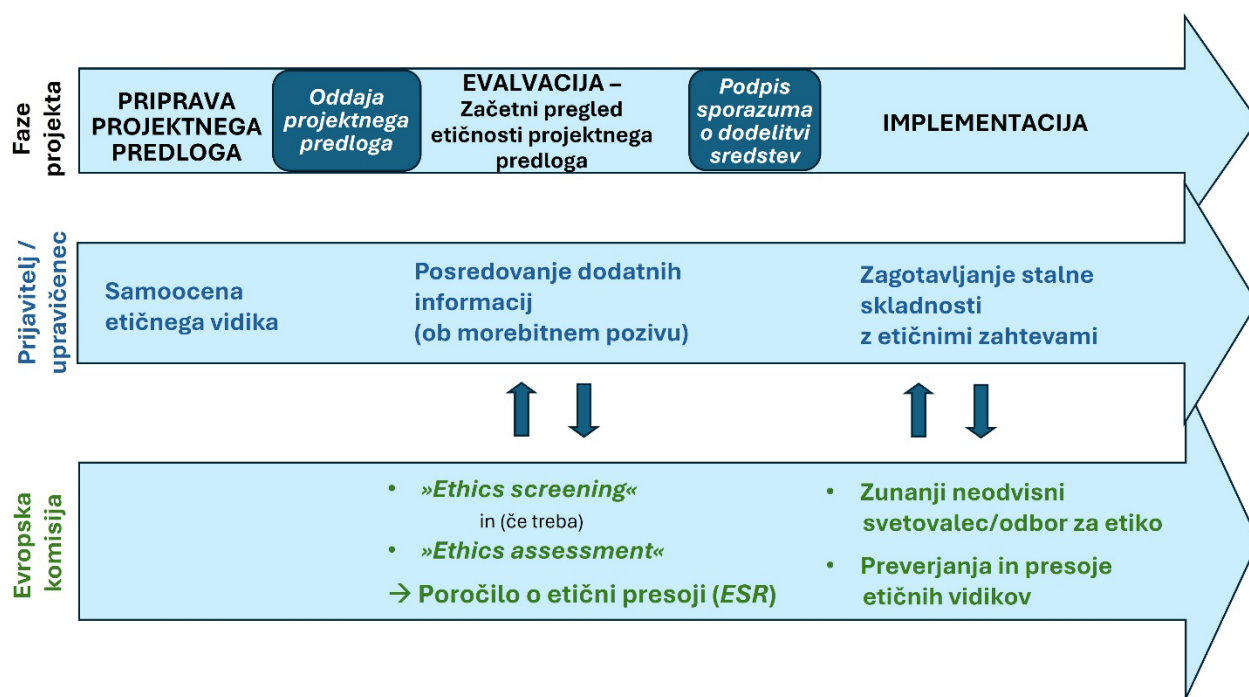 Faze
projekta
PRIPRAVA
PROJEKTNEGA
PREDLOGA
Oddaja
projektnega
predloga
EVALVACIJA –
Začetni pregled
etičnosti projektnega
predloga
Podpis
sporazuma
o dodelitvi
sredstev
IMPLEMENTACIJA
Prijavitelj /
upravičenec
Samoocena
etičnega vidika
Posredovanje dodatnih
informacij
(ob morebitnem pozivu)
Zagotavljanje stalne
skladnosti
z etičnimi zahtevami
Evropska
komisija
• »Ethics screening«
in (če treba)
• »Ethics assessment«
→ Poročilo o etični presoji (ESR)
• Zunanji neodvisni
svetovalec/odbor za etiko
• Preverjanja in presoje
etičnih vidikov